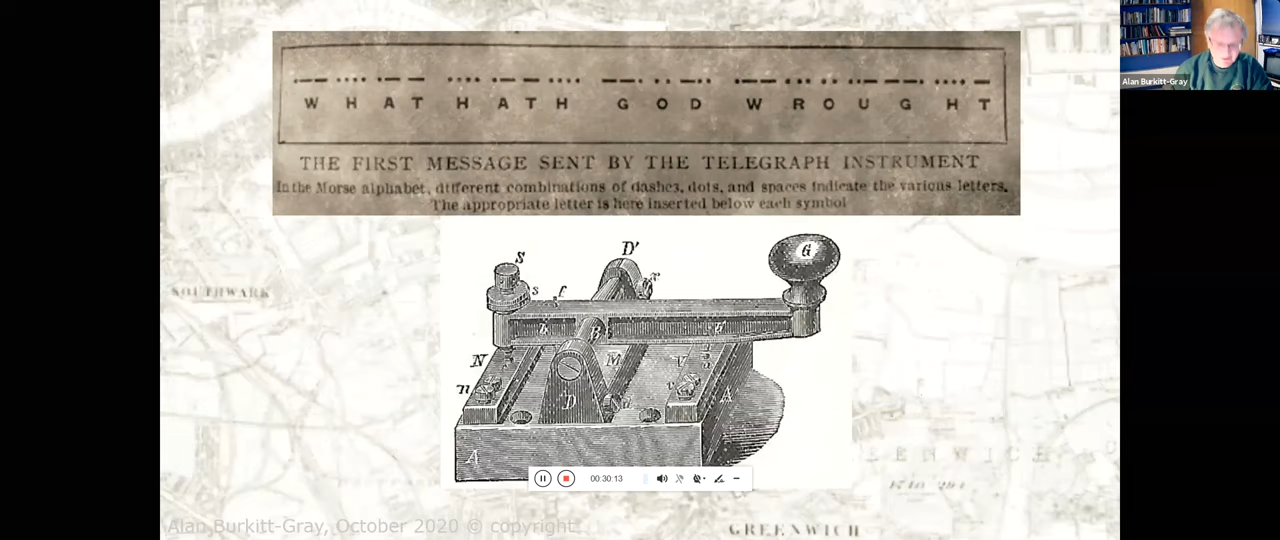 W H A T H A T H G O D W R O U G H T
THE FIRST MESSAGE SENT BY THE TELEGRAPH INSTRUMENT
In the Morse alphabet, different combinations of dashes, dots, and spaces indicate the various letters.
The appropriate letter is here inserted below each symbol
Alan Burkitt-Gray
D'
G
S
s
f
x
B
N
M
V
n
v
D
A
A
SOUTHWARK
00:30:13
GREENWICH
Alan Burkitt-Gray, October 2020 © copyright
GREENWICH